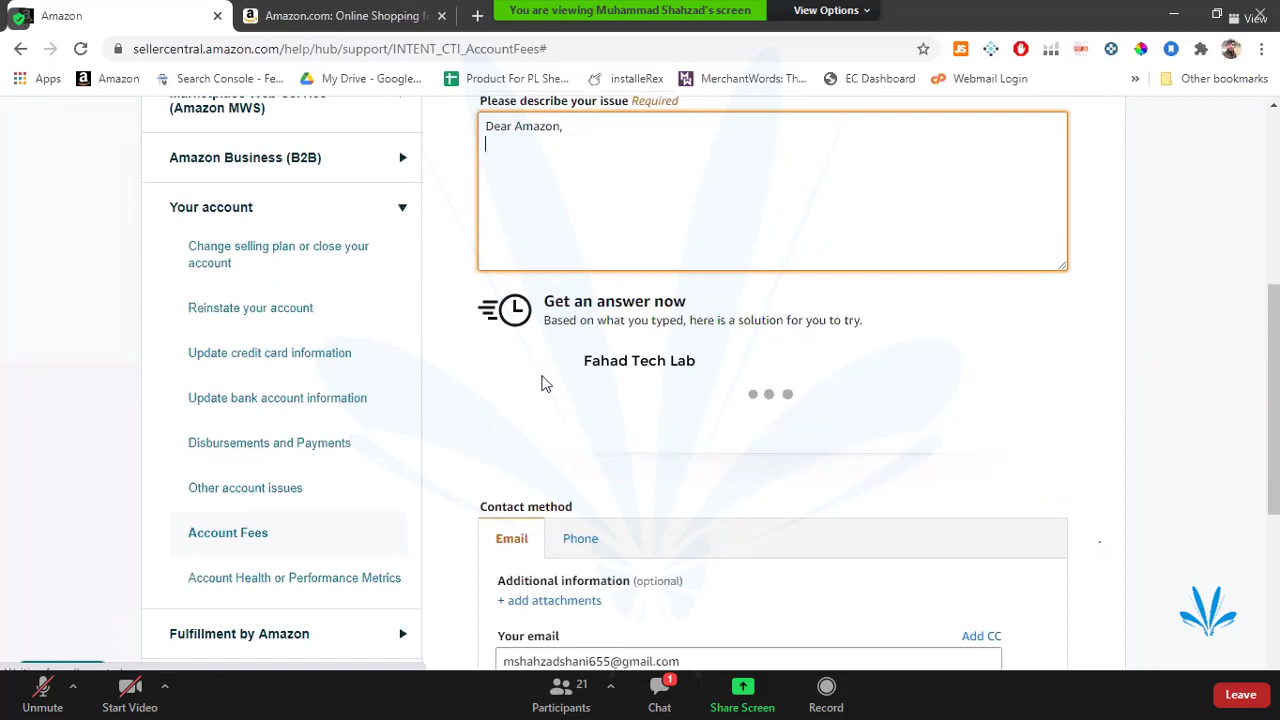 You are viewing Muhammad Shahzad's screen
View Options
View
Amazon
Amazon.com: Online Shopping f
sellercentral.amazon.com/help/hub/support/INTENT_CTI_AccountFees#
Apps
Amazon
Search Console - Fe...
My Drive - Google...
Product For PL She...
installeRex
MerchantWords: Th...
EC Dashboard
Webmail Login
Other bookmarks
(Amazon MWS)
Amazon Business (B2B)
Your account
Change selling plan or close your
account
Reinstate your account
Update credit card information
Update bank account information
Disbursements and Payments
Other account issues
Account Fees
Account Health or Performance Metrics
Fulfillment by Amazon
Please describe your issue Required
Dear Amazon,
Get an answer now
Based on what you typed, here is a solution for you to try.
Fahad Tech Lab
Contact method
Email
Phone
Additional information (optional)
+ add attachments
Your email
Add CC
mshahzadshani655@gmail.com
Unmute
Start Video
21
Participants
1
Chat
Share Screen
Record
Leave